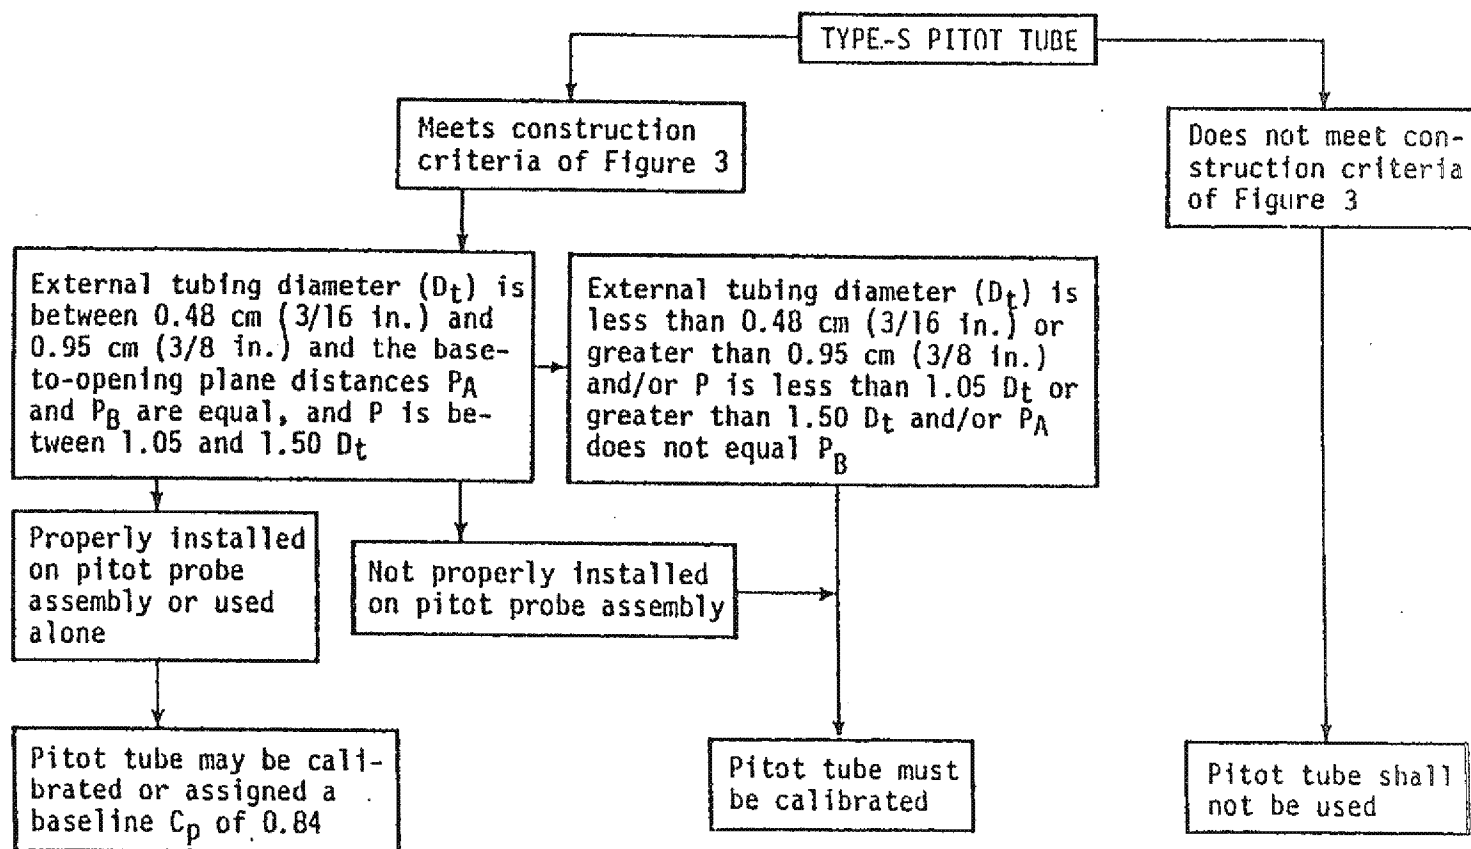 TYPE-S PITOT TUBE
Meets construction
criteria of Figure 3
Does not meet con-
struction criteria
of Figure 3
External tubing diameter (Dt) is
between 0.48 cm (3/16 in.) and
0.95 cm (3/8 in.) and the base-
to-opening plane distances PA
and PB are equal, and P is be-
tween 1.05 and 1.50 Dt
External tubing diameter (Dt) is
less than 0.48 cm (3/16 in.) or
greater than 0.95 cm (3/8 in.)
and/or P is less than 1.05 Dt or
greater than 1.50 Dt and/or PA
does not equal PB
Properly installed
on pitot probe
assembly or used
alone
Not properly installed
on pitot probe assembly
Pitot tube may be cali-
brated or assigned a
baseline Cp of 0.84
Pitot tube must
be calibrated
Pitot tube shall
not be used